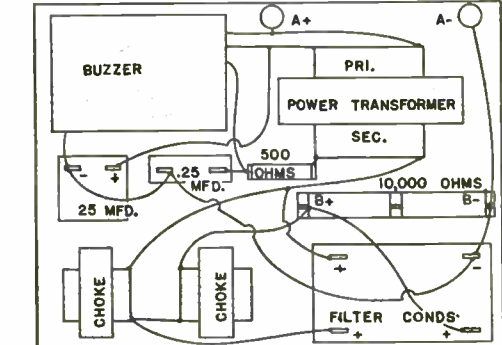 A+
A-
BUZZER
PRI.
POWER TRANSFORMER
SEC.
500
OHMS
- +
.25
MFD.
25 MFD.
10,000 OHMS
B+
B-
+
-
CHOKE
CHOKE
FILTER CONDS.
+
+